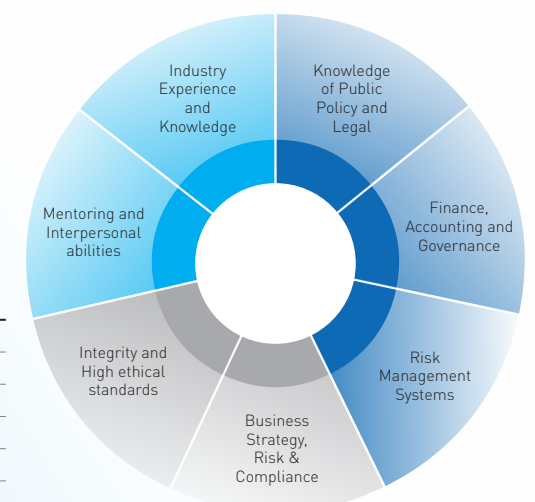 Industry
Experience
and
Knowledge
Knowledge
of Public
Policy and
Legal
Finance,
Accounting and
Governance
Risk
Management
Systems
Business
Strategy,
Risk &
Compliance
Integrity and
High ethical
standards
Mentoring and
Interpersonal
abilities